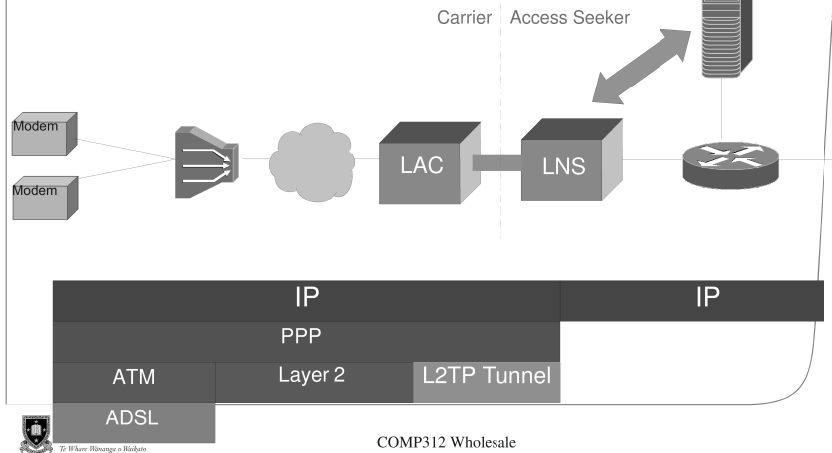 Carrier
Access Seeker
Modem
Modem
LAC
LNS
IP
IP
PPP
ATM
Layer 2
L2TP Tunnel
ADSL
Te Whare Wānanga o Waikato
COMP312 Wholesale